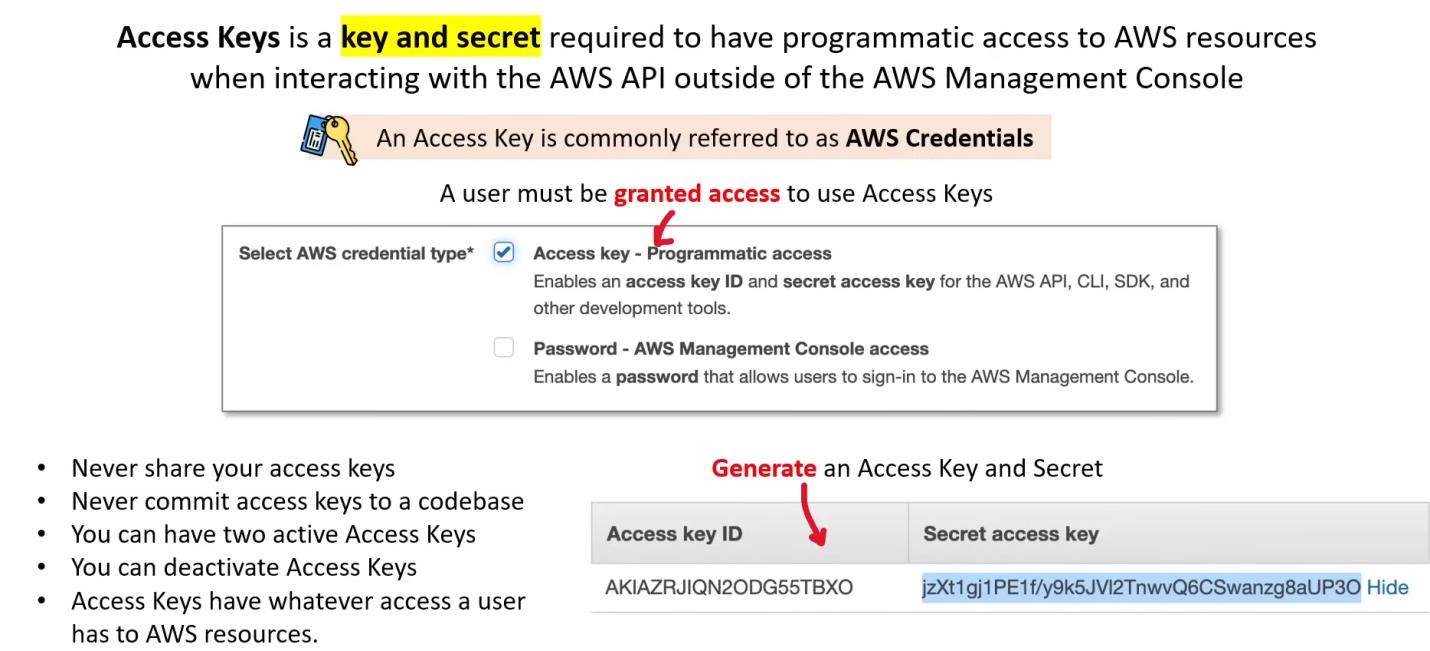 Access Keys is a key and secret required to have programmatic access to AWS resources
when interacting with the AWS API outside of the AWS Management Console
An Access Key is commonly referred to as AWS Credentials
A user must be granted access to use Access Keys
Select AWS credential type*
Access key - Programmatic access
Enables an access key ID and secret access key for the AWS API, CLI, SDK, and
other development tools.
Password - AWS Management Console access
Enables a password that allows users to sign-in to the AWS Management Console.
• Never share your access keys
• Never commit access keys to a codebase
• You can have two active Access Keys
• You can deactivate Access Keys
• Access Keys have whatever access a user
has to AWS resources.
Generate an Access Key and Secret
Access key ID Secret access key
AKIAZRJIQN2ODG55TBXO jzXt1gj1PE1f/y9k5JVl2TnwvQ6CSwanzg8aUP3O Hide